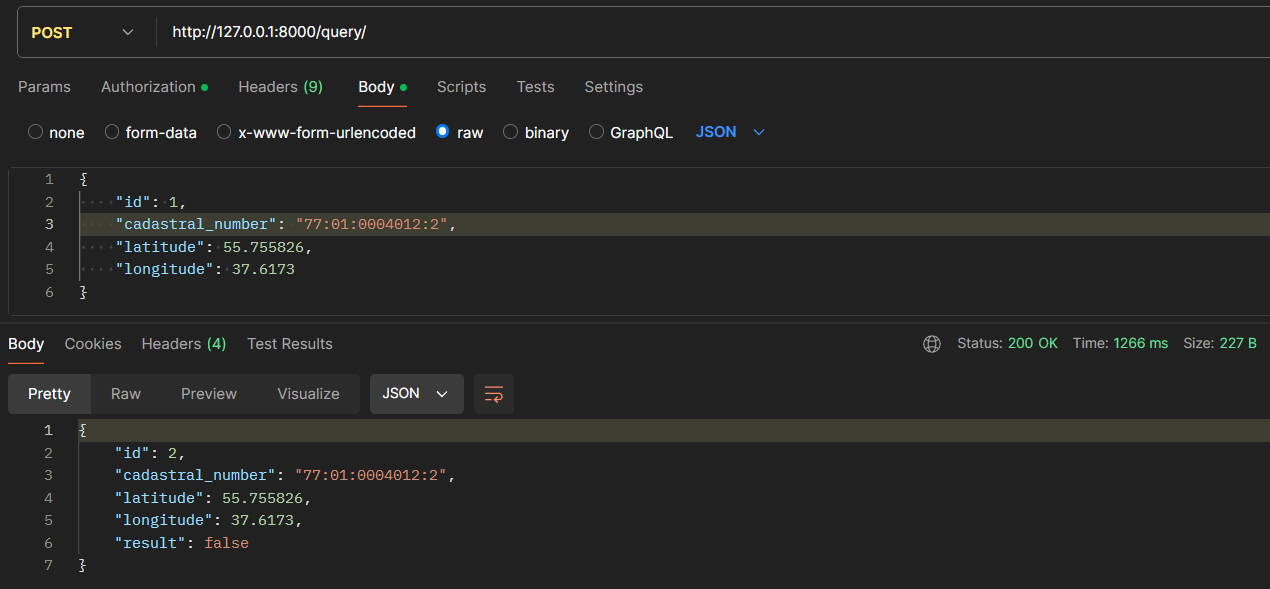 POST http://127.0.0.1:8000/query/
Params Authorization Headers (9) Body Scripts Tests Settings
none form-data x-www-form-urlencoded raw binary GraphQL JSON
1 {
2 ····"id":·1,
3 ····"cadastral_number":·"77:01:0004012:2",
4 ····"latitude":·55.755826,
5 ····"longitude":·37.6173
6 }
Body Cookies Headers (4) Test Results Status: 200 OK Time: 1266 ms Size: 227 B
Pretty Raw Preview Visualize JSON
1 {
2 "id": 2,
3 "cadastral_number": "77:01:0004012:2",
4 "latitude": 55.755826,
5 "longitude": 37.6173,
6 "result": false
7 }